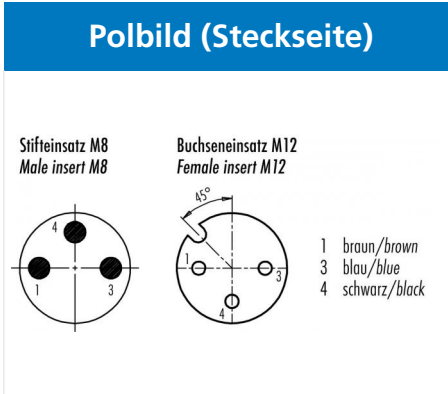 Polbild (Steckseite)
Stifteinsatz M8
Male insert M8
4
1
3
Buchseneinsatz M12
Female insert M12
45°
1
3
4
1 braun/brown
3 blau/blue
4 schwarz/black